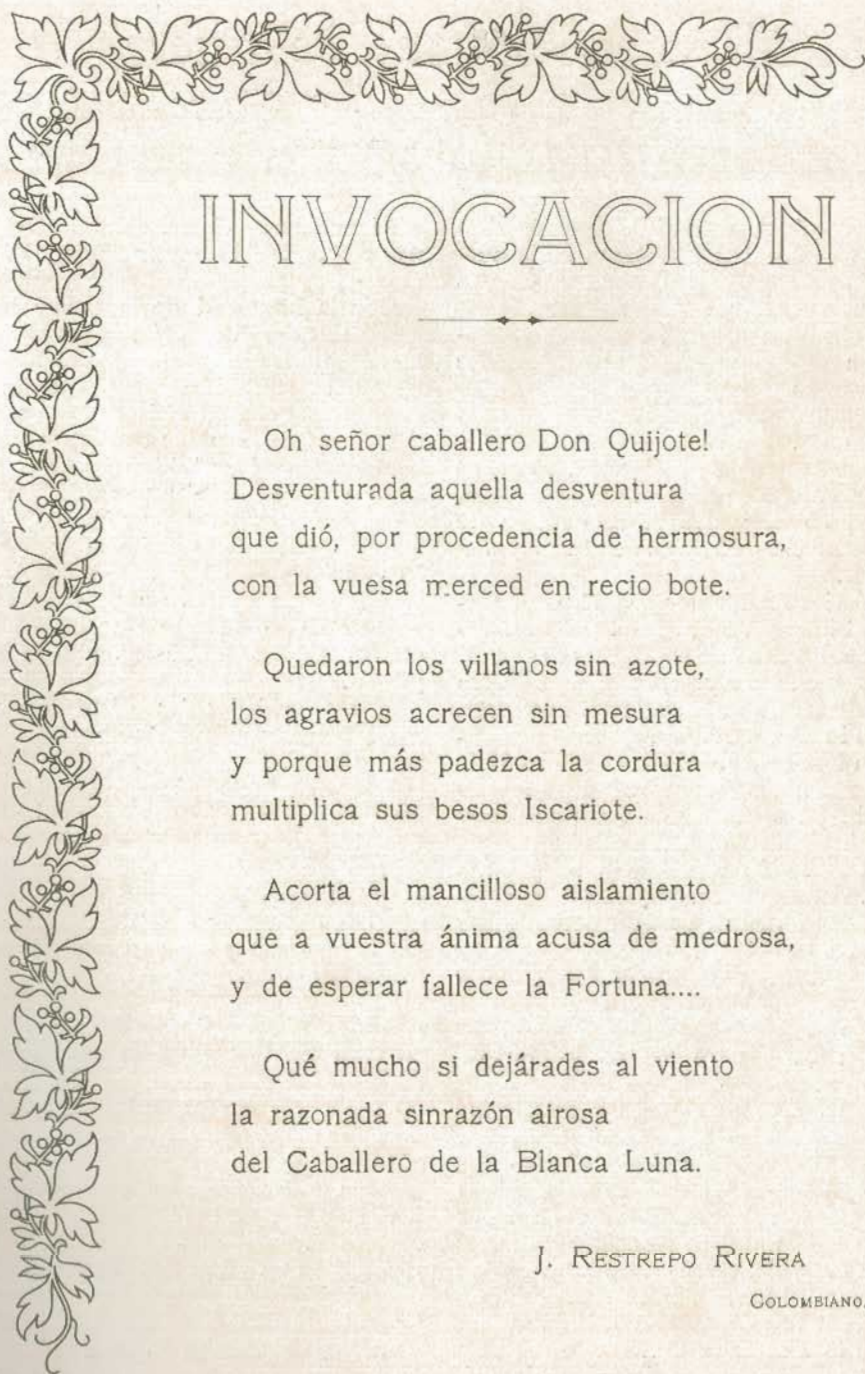 INVOCACION
Oh señor caballero Don Quijote!
Desventurada aquella desventura
que dió, por procedencia de hermosura,
con la vuesa merced en recio bote.
Quedaron los villanos sin azote,
los agravios acrecen sin mesura
y porque más padezca la cordura
multiplica sus besos Iscariote.
Acorta el mancilloso aislamiento
que a vuestra ánima acusa de medrosa,
y de esperar fallece la Fortuna....
Qué mucho si dejárades al viento
la razonada sinrazón airosa
del Caballero de la Blanca Luna.
J. RESTREPO RIVERA
COLOMBIANO.